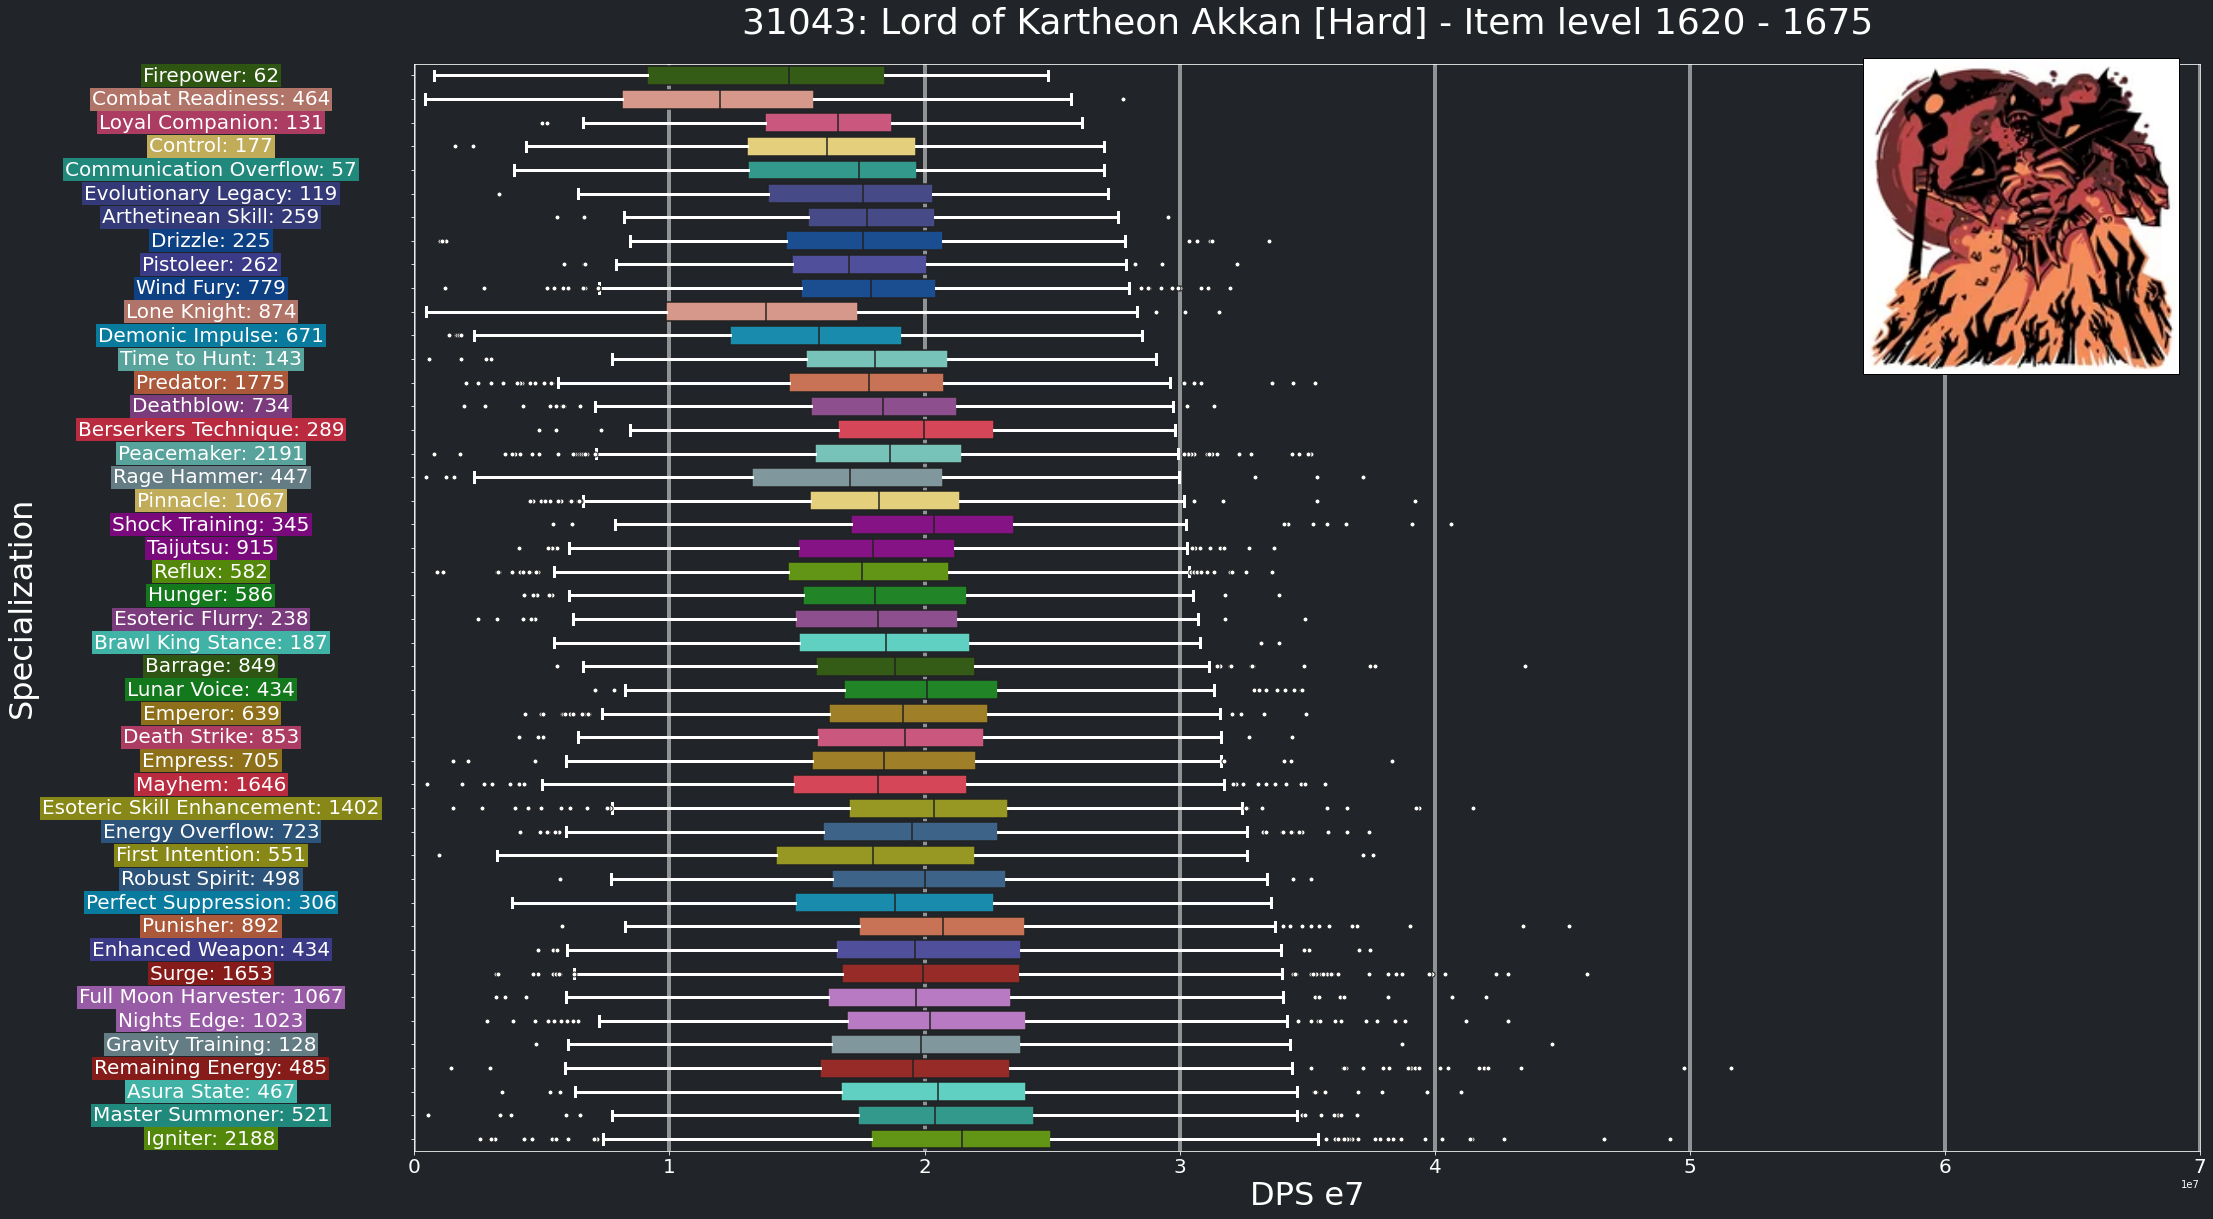 31043: Lord of Kartheon Akkan [Hard] - Item level 1620 - 1675
Specialization
Firepower: 62
Combat Readiness: 464
Loyal Companion: 131
Control: 177
Communication Overflow: 57
Evolutionary Legacy: 119
Arthetinean Skill: 259
Drizzle: 225
Pistoleer: 262
Wind Fury: 779
Lone Knight: 874
Demonic Impulse: 671
Time to Hunt: 143
Predator: 1775
Deathblow: 734
Berserkers Technique: 289
Peacemaker: 2191
Rage Hammer: 447
Pinnacle: 1067
Shock Training: 345
Taijutsu: 915
Reflux: 582
Hunger: 586
Esoteric Flurry: 238
Brawl King Stance: 187
Barrage: 849
Lunar Voice: 434
Emperor: 639
Death Strike: 853
Empress: 705
Mayhem: 1646
Esoteric Skill Enhancement: 1402
Energy Overflow: 723
First Intention: 551
Robust Spirit: 498
Perfect Suppression: 306
Punisher: 892
Enhanced Weapon: 434
Surge: 1653
Full Moon Harvester: 1067
Nights Edge: 1023
Gravity Training: 128
Remaining Energy: 485
Asura State: 467
Master Summoner: 521
Igniter: 2188
0 1 2 3 4 5 6 7
1e7
DPS e7